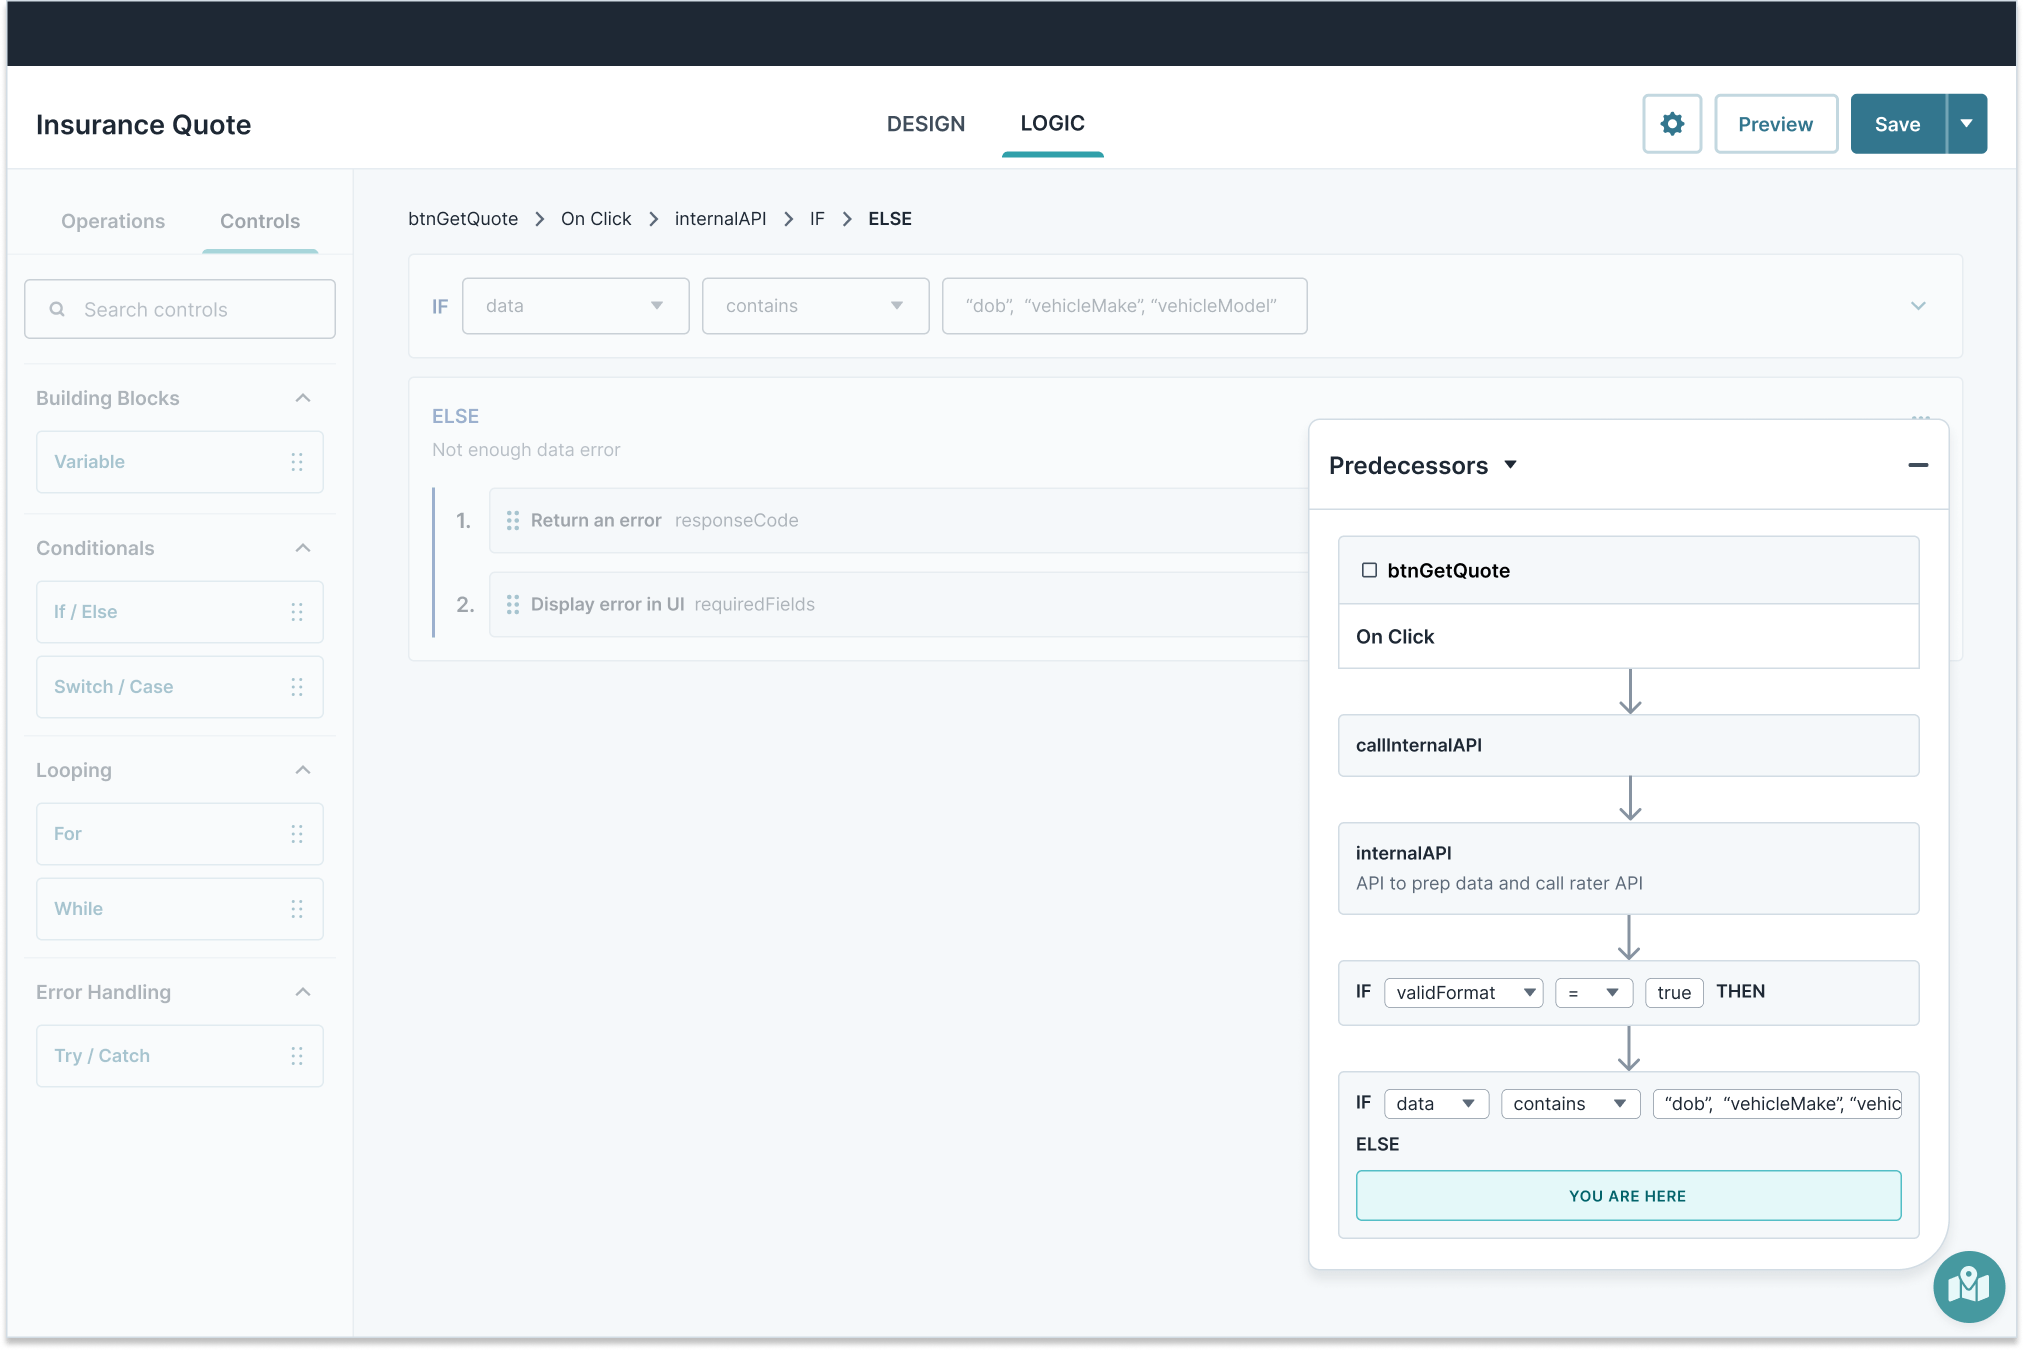 Insurance Quote
DESIGN
LOGIC
Preview
Save
Operations
Controls
Search controls
Building Blocks
Variable
Conditionals
If / Else
Switch / Case
Looping
For
While
Error Handling
Try / Catch
btnGetQuote > On Click > internalAPI > IF > ELSE
IF data contains “dob”, “vehicleMake”, “vehicleModel”
ELSE
Not enough data error
1. Return an error responseCode
2. Display error in UI requiredFields
Predecessors
btnGetQuote
On Click
callInternalAPI
internalAPI
API to prep data and call rater API
IF validFormat = true THEN
IF data contains “dob”, “vehicleMake”, “vehic
ELSE
YOU ARE HERE